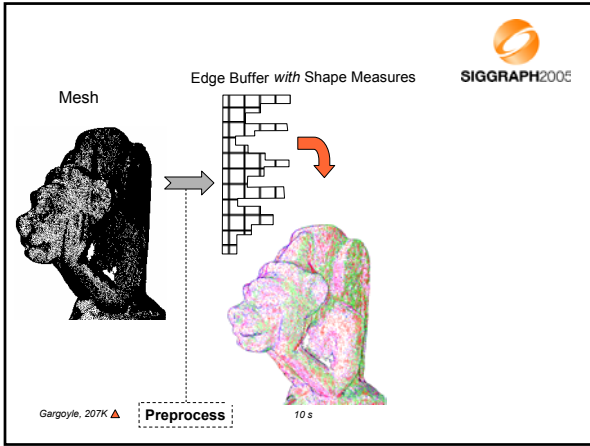 SIGGRAPH2005
Edge Buffer with Shape Measures
Mesh
Gargoyle, 207K
Preprocess
10 s